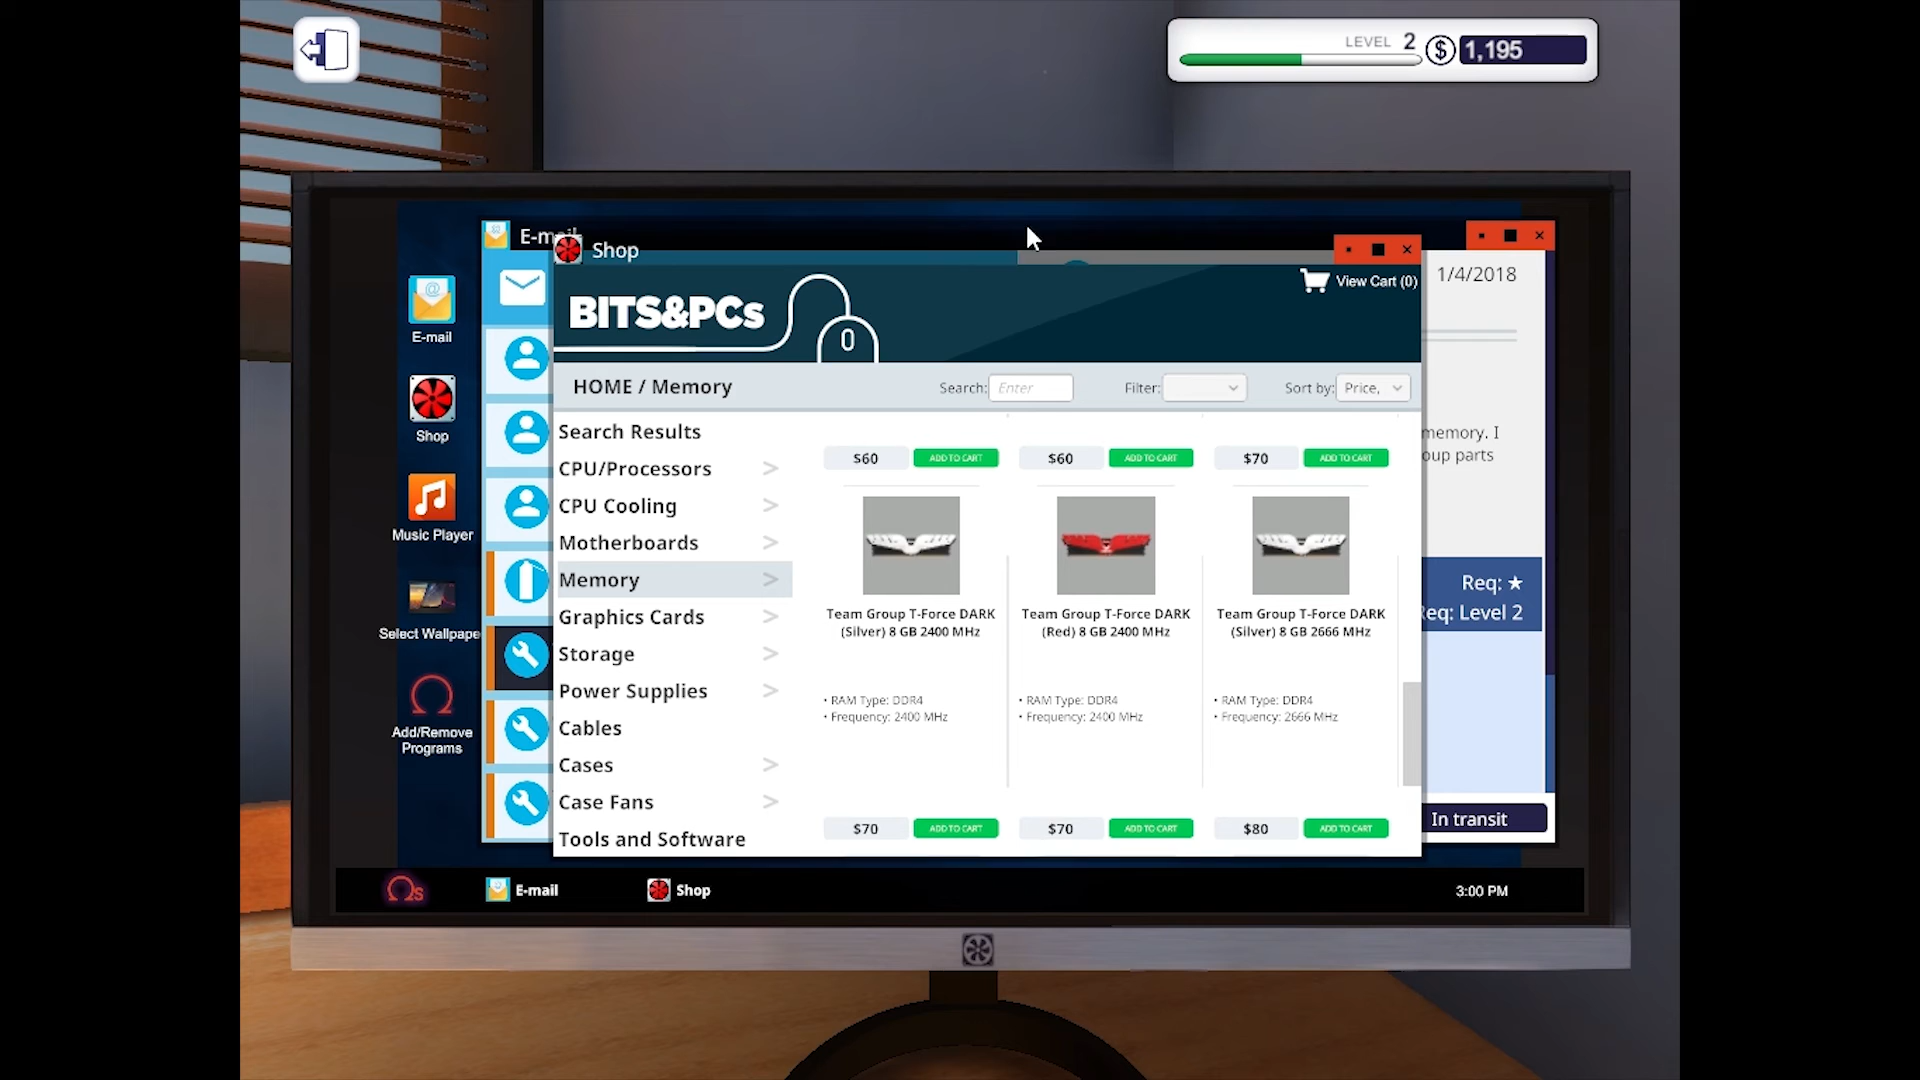 LEVEL 2
$ 1,195
E-mail
Shop
1/4/2018
View Cart (0)
BITS&PCs
HOME / Memory
Search:
Enter
Filter:
Sort by:
Price,
Search Results
CPU/Processors >
CPU Cooling >
Motherboards >
Memory >
Graphics Cards >
Storage >
Power Supplies >
Cables
Cases >
Case Fans >
Tools and Software
$60 ADD TO CART
$60 ADD TO CART
$70 ADD TO CART
Team Group T-Force DARK
(Silver) 8 GB 2400 MHz
• RAM Type: DDR4
• Frequency: 2400 MHz
$70 ADD TO CART
Team Group T-Force DARK
(Red) 8 GB 2400 MHz
• RAM Type: DDR4
• Frequency: 2400 MHz
$70 ADD TO CART
Team Group T-Force DARK
(Silver) 8 GB 2666 MHz
• RAM Type: DDR4
• Frequency: 2666 MHz
$80 ADD TO CART
memory. I
oup parts
Req: ★
Req: Level 2
In transit
E-mail
Shop
Music Player
Select Wallpape
Add/Remove
Programs
Ωs
E-mail
Shop
3:00 PM